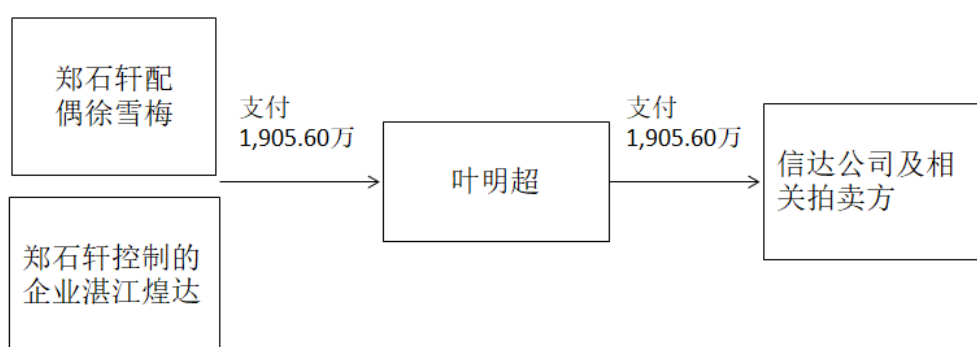 郑石轩配
偶徐雪梅
郑石轩控制的
企业湛江煌达
支付
1,905.60万
叶明超
支付
1,905.60万
信达公司及相
关拍卖方